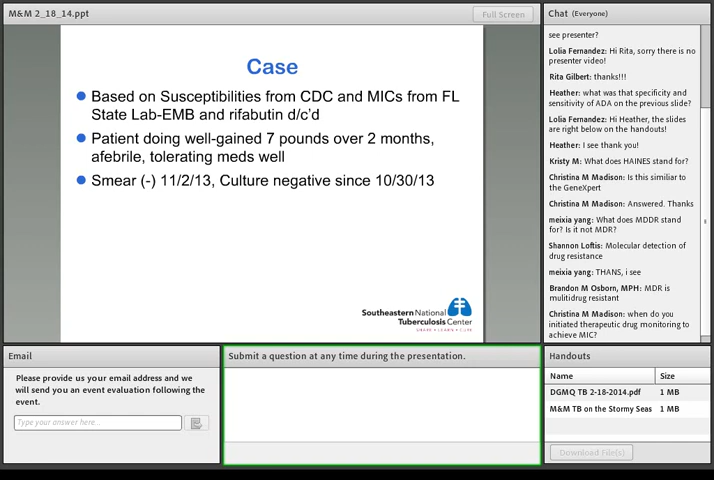 M&M 2_18_14.ppt
Full Screen
Case
Based on Susceptibilities from CDC and MICs from FL
State Lab-EMB and rifabutin d/c'd
Patient doing well-gained 7 pounds over 2 months,
afebrile, tolerating meds well
Smear (-) 11/2/13, Culture negative since 10/30/13
Southeastern National
Tuberculosis Center
Chat (Everyone)
see presenter?
Lolia Fernandez: Hi Rita, sorry there is no
presenter video!
Rita Gilbert: thanks!!!
Heather: what was that specificity and
sensitivity of ADA on the previous slide?
Lolia Fernandez: Hi Heather, the slides
are right below on the handouts!
Heather: I see thank you!
Kristy M: What does HAINES stand for?
Christina M Madison: Is this similiar to
the GeneXpert
Christina M Madison: Answered. Thanks
meixia yang: What does MDDR stand
for? Is it not MDR?
Shannon Loftis: Molecular detection of
drug resistance
meixia yang: THANS, i see
Brandon M Osborn, MPH: MDR is
mulitidrug resistant
Christina M Madison: when do you
initiated therapeutic drug monitoring to
achieve MIC?
Email
Please provide us your email address and we
will send you an event evaluation following the
event.
Type your answer here...
Submit a question at any time during the presentation.
Handouts
Name Size
DGMQ TB 2-18-2014.pdf 1 MB
M&M TB on the Stormy Seas 1 MB
Download File(s)